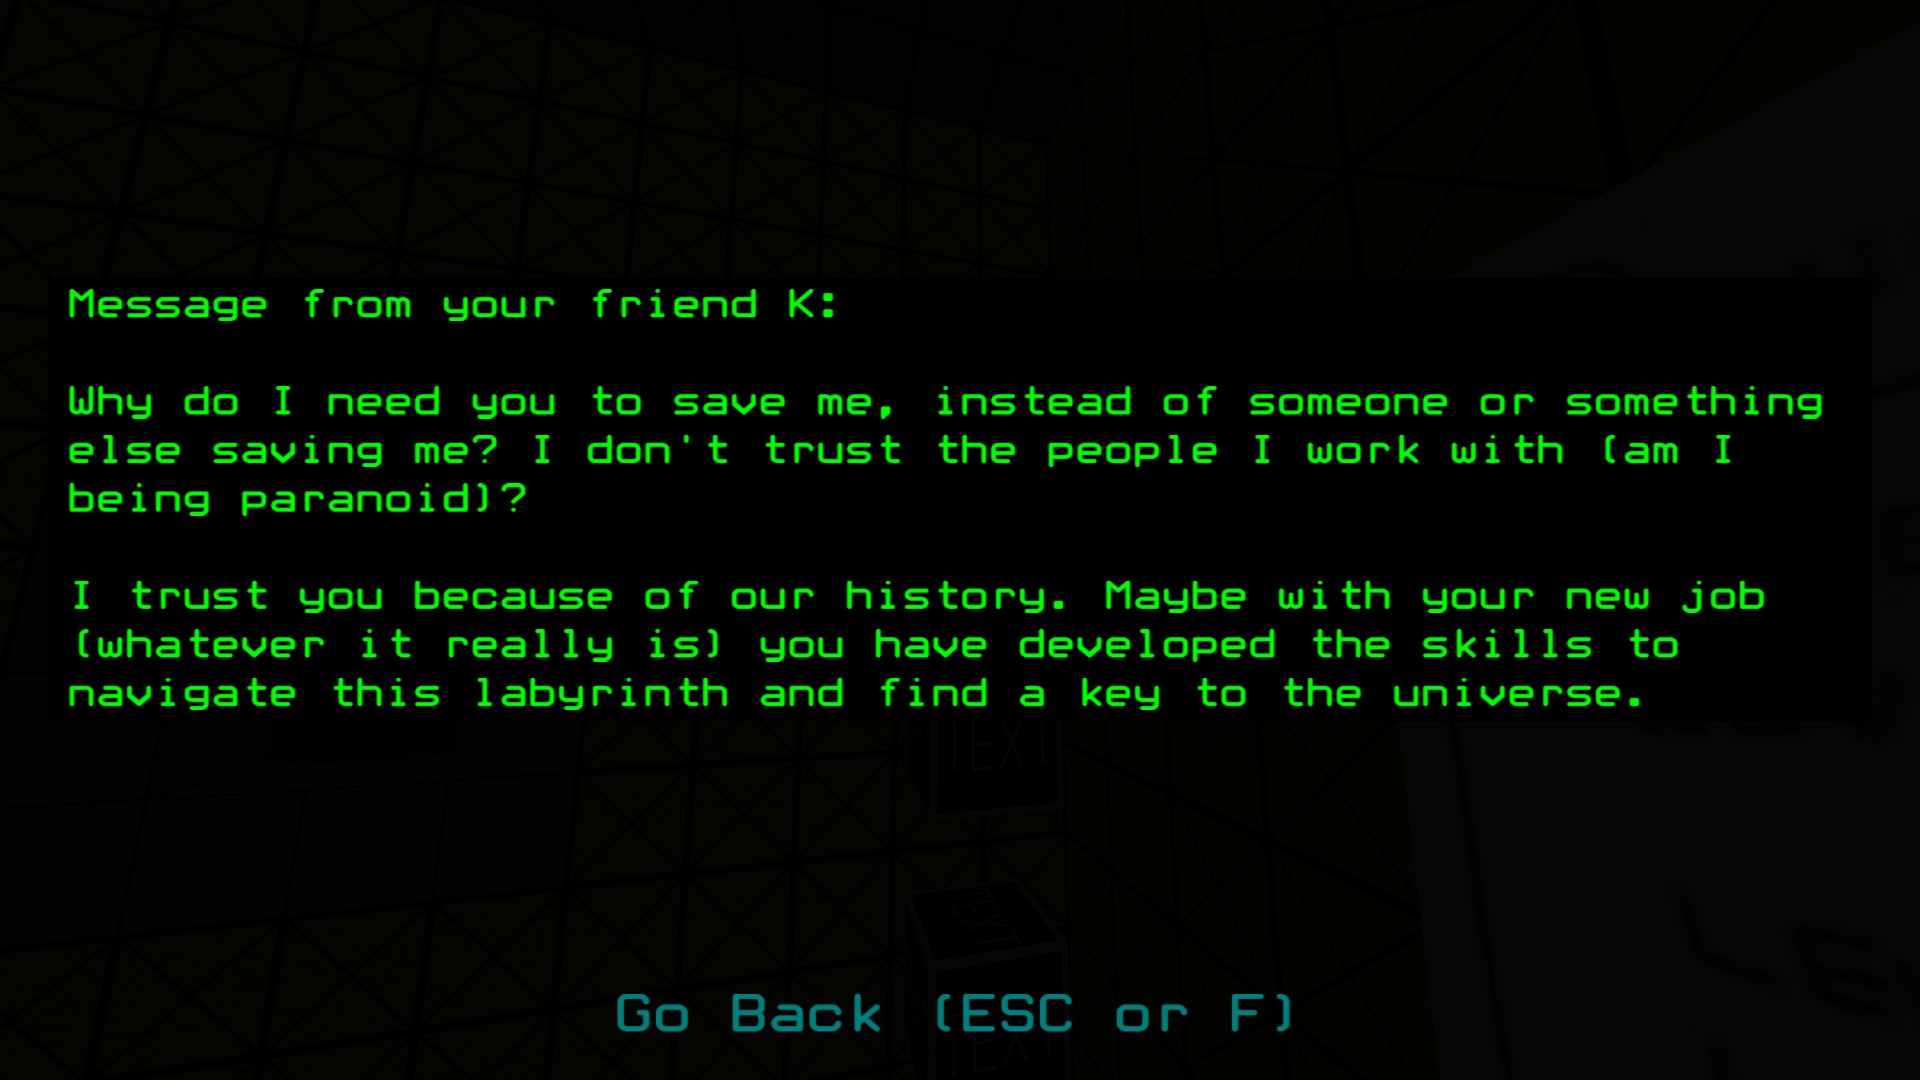 Message from your friend K:
Why do I need you to save me, instead of someone or something
else saving me? I don't trust the people I work with (am I
being paranoid)?
I trust you because of our history. Maybe with your new job
(whatever it really is) you have developed the skills to
navigate this labyrinth and find a key to the universe.
TEXT
TEXT
TEXT
Go Back (ESC or F)